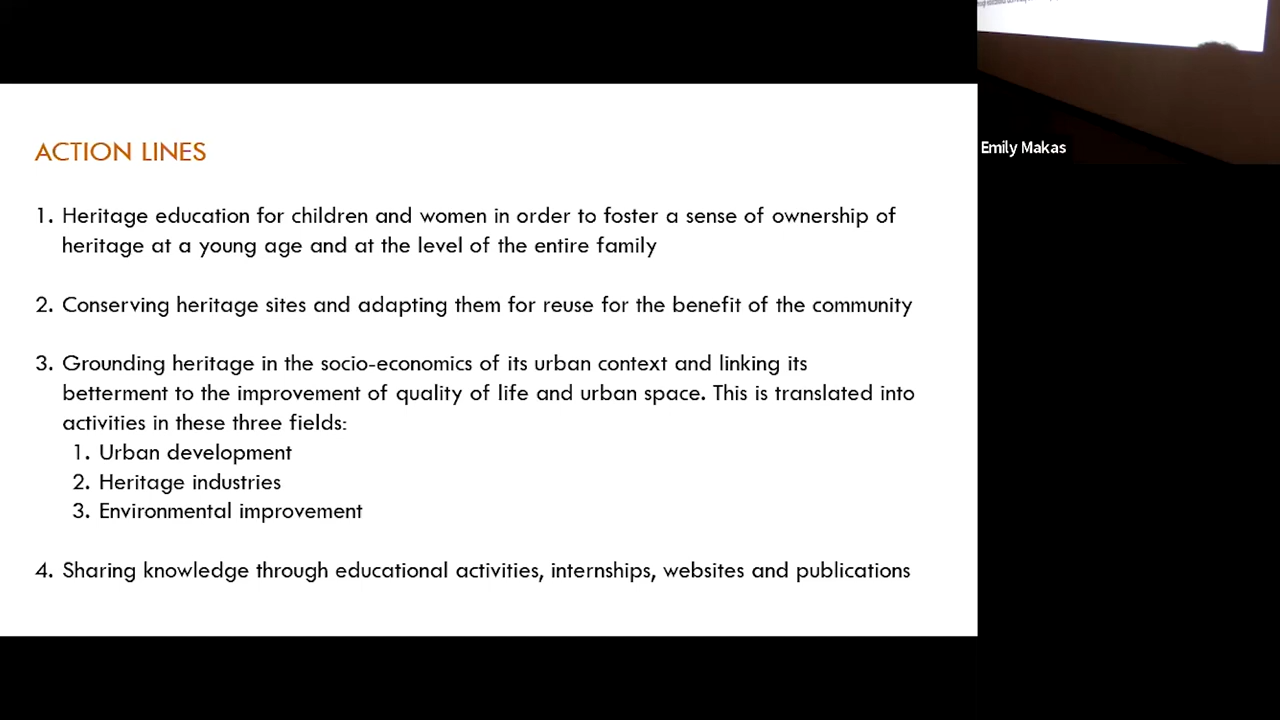 ACTION LINES
1. Heritage education for children and women in order to foster a sense of ownership of
heritage at a young age and at the level of the entire family
2. Conserving heritage sites and adapting them for reuse for the benefit of the community
3. Grounding heritage in the socio-economics of its urban context and linking its
betterment to the improvement of quality of life and urban space. This is translated into
activities in these three fields:
1. Urban development
2. Heritage industries
3. Environmental improvement
4. Sharing knowledge through educational activities, internships, websites and publications
Emily Makas